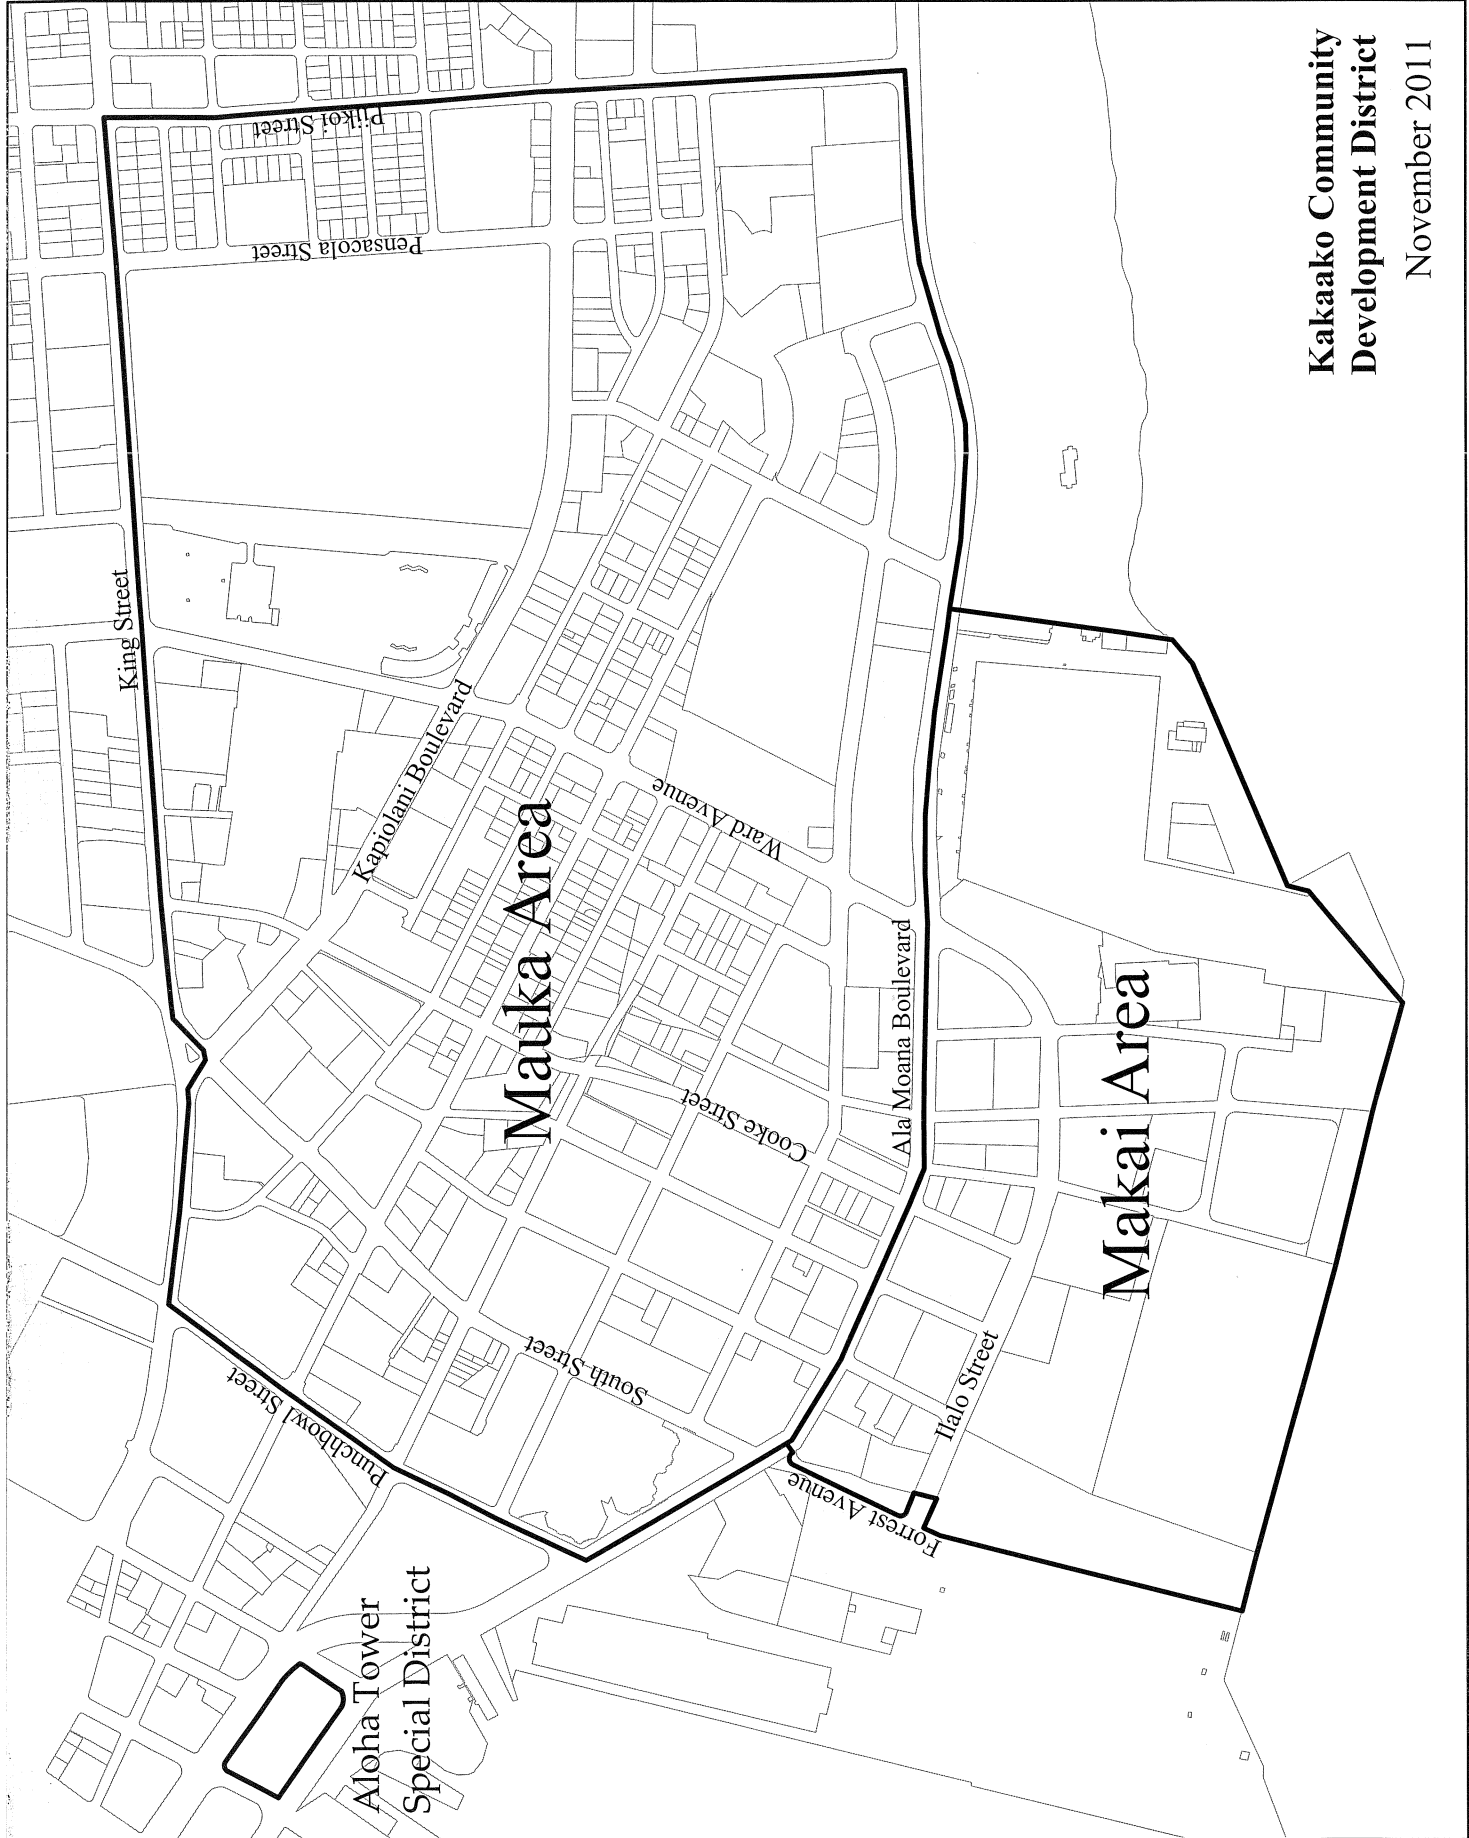 Kakaako Community
Development District
November 2011
Piikoi Street
Pensacola Street
King Street
Kapiolani Boulevard
Mauka Area
Ward Avenue
Ala Moana Boulevard
Cooke Street
Makai Area
South Street
Punchbowl Street
Ilalo Street
Forrest Avenue
Aloha Tower
Special District